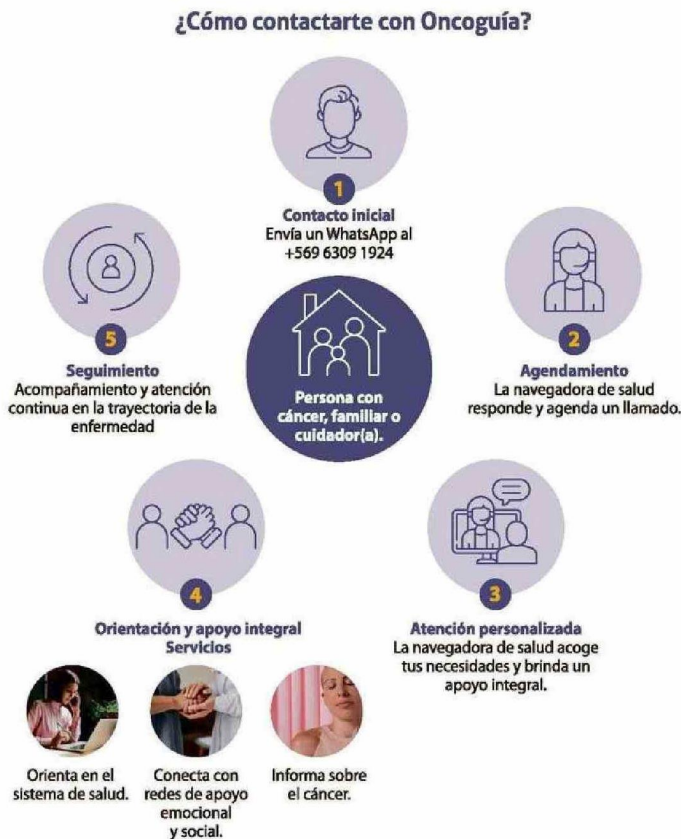 ¿Cómo contactarte con Oncoguía?
1
Contacto inicial
Envía un WhatsApp al
+569 6309 1924
2
Agendamiento
La navegadora de salud
responde y agenda un llamado.
3
Atención personalizada
La navegadora de salud acoge
tus necesidades y brinda un
apoyo integral.
4
Orientación y apoyo integral
Servicios
Orienta en el
sistema de salud.
Conecta con
redes de apoyo
emocional
y social.
Informa sobre
el cáncer.
5
Seguimiento
Acompañamiento y atención
continua en la trayectoria de la
enfermedad
Persona con
cáncer, familiar o
cuidador(a).